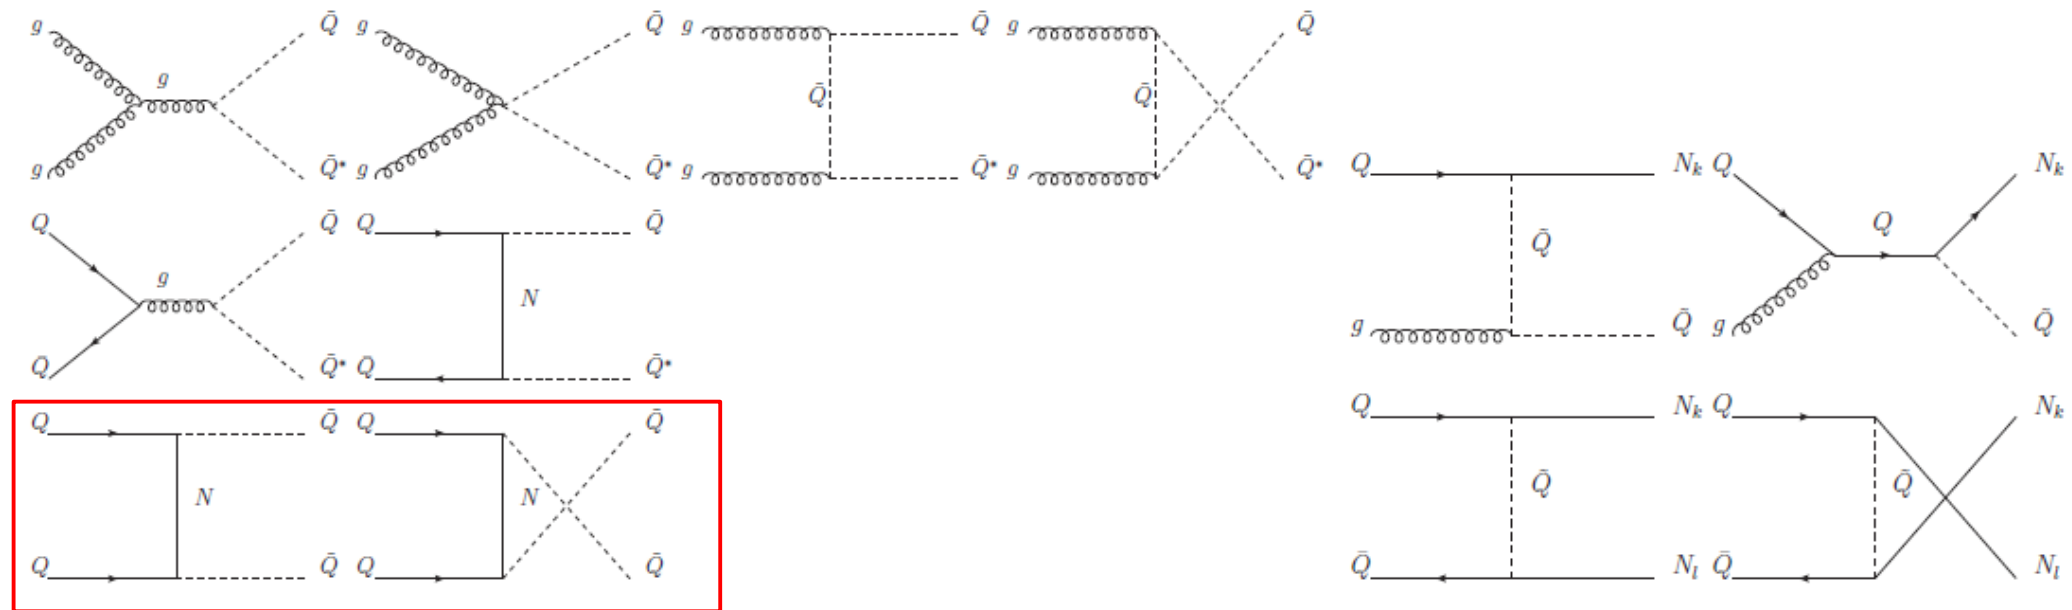 g g Q̄ g Q̄ g Q̄ g Q̄
Q̄ Q̄
g Q̄* g Q̄* g Q̄* g Q̄*
Q N_k Q N_k
Q g Q̄ Q Q̄
N Q̄ Q
Q Q̄* Q Q̄*
g Q̄ g Q̄
Q Q̄ Q Q̄
N N
Q Q̄ Q Q̄
Q N_k Q N_k
Q̄ Q̄
Q̄ N_l Q̄ N_l